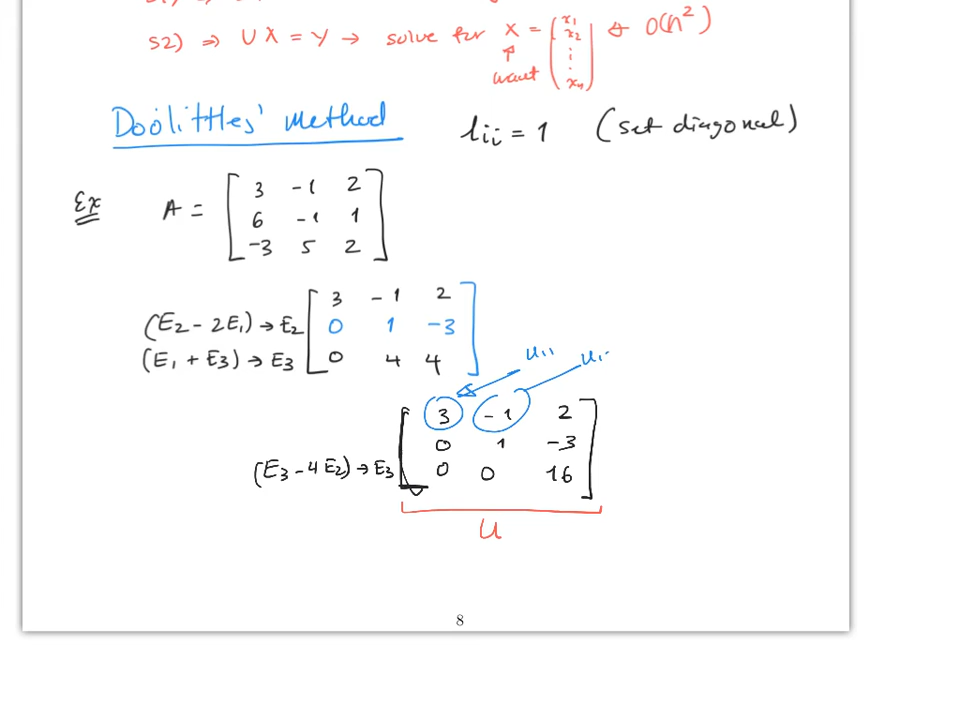 S2) ⇒ UX = Y → solve for X = [x1 x2 ⋮ xn] & O(n²)
↑
want
Doolittles' Method    lii = 1    (set diagonal)
Ex    A = [
3 -1 2
6 -1 1
-3 5 2
]
3 -1 2
(E2 - 2E1) → E2 0 1 -3
(E1 + E3) → E3 0 4 4
u11
3 -1 2
0 1 -3
(E3 - 4E2) → E3 0 0 16
U
8